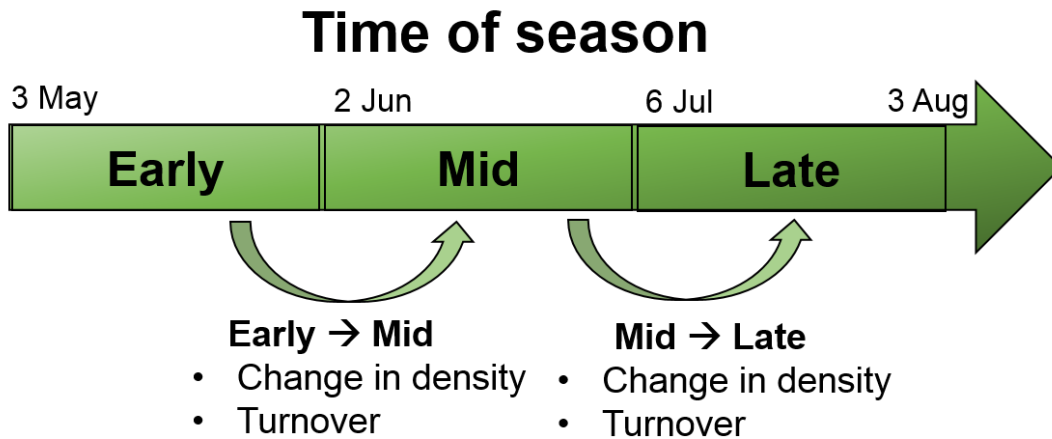 Time of season
3 May 2 Jun 6 Jul 3 Aug
Early Mid Late
Early → Mid
• Change in density
• Turnover
Mid → Late
• Change in density
• Turnover